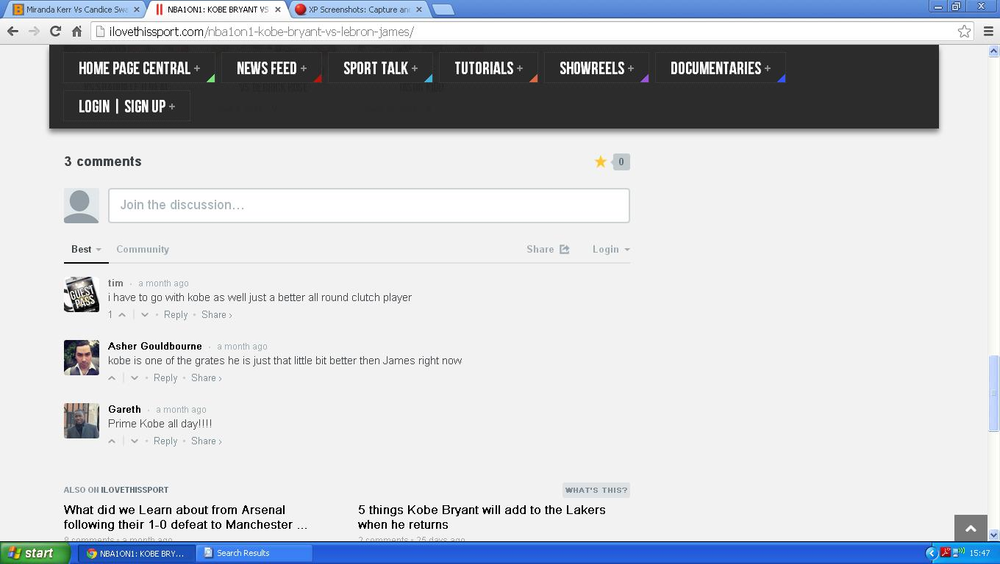 Miranda Kerr Vs Candice Swa
NBA1ON1: KOBE BRYANT VS
XP Screenshots: Capture an
ilovethissport.com/nba1on1-kobe-bryant-vs-lebron-james/
HOME PAGE CENTRAL +
NEWS FEED +
SPORT TALK +
TUTORIALS +
SHOWREELS +
DOCUMENTARIES +
LOGIN | SIGN UP +
3 comments
0
Join the discussion...
Best
Community
Share
Login
tim · a month ago
i have to go with kobe as well just a better all round clutch player
1 Reply • Share ›
Asher Gouldbourne · a month ago
kobe is one of the grates he is just that little bit better then James right now
Reply • Share ›
Gareth · a month ago
Prime Kobe all day!!!!
Reply • Share ›
ALSO ON ILOVETHISSPORT
WHAT'S THIS?
What did we Learn about from Arsenal
following their 1-0 defeat to Manchester ...
8 comments • a month ago
5 things Kobe Bryant will add to the Lakers
when he returns
2 comments • 25 days ago
start
NBA1ON1: KOBE BRY...
Search Results
15:47